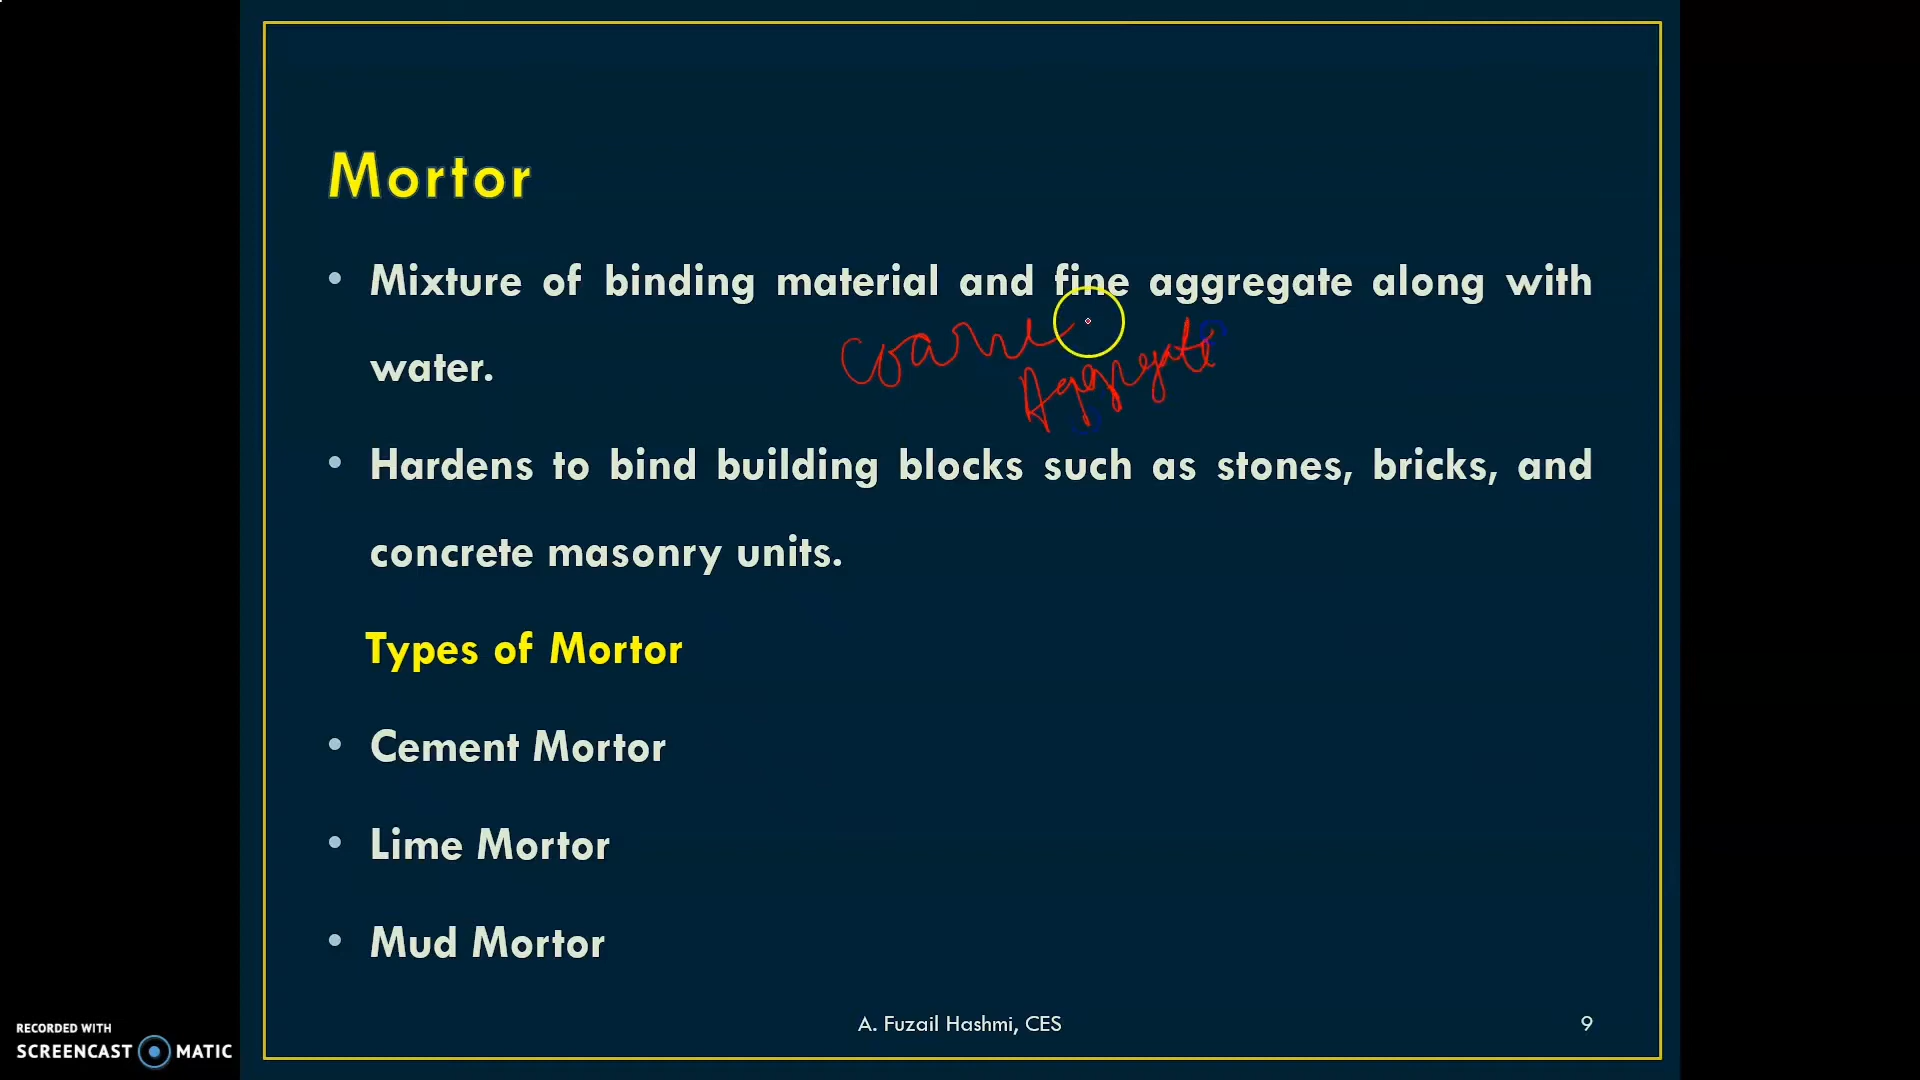 Mortor
• Mixture of binding material and fine aggregate along with
water.
Coarse
Aggregate
• Hardens to bind building blocks such as stones, bricks, and
concrete masonry units.
Types of Mortor
• Cement Mortor
• Lime Mortor
• Mud Mortor
A. Fuzail Hashmi, CES
9
RECORDED WITH
SCREENCAST MATIC